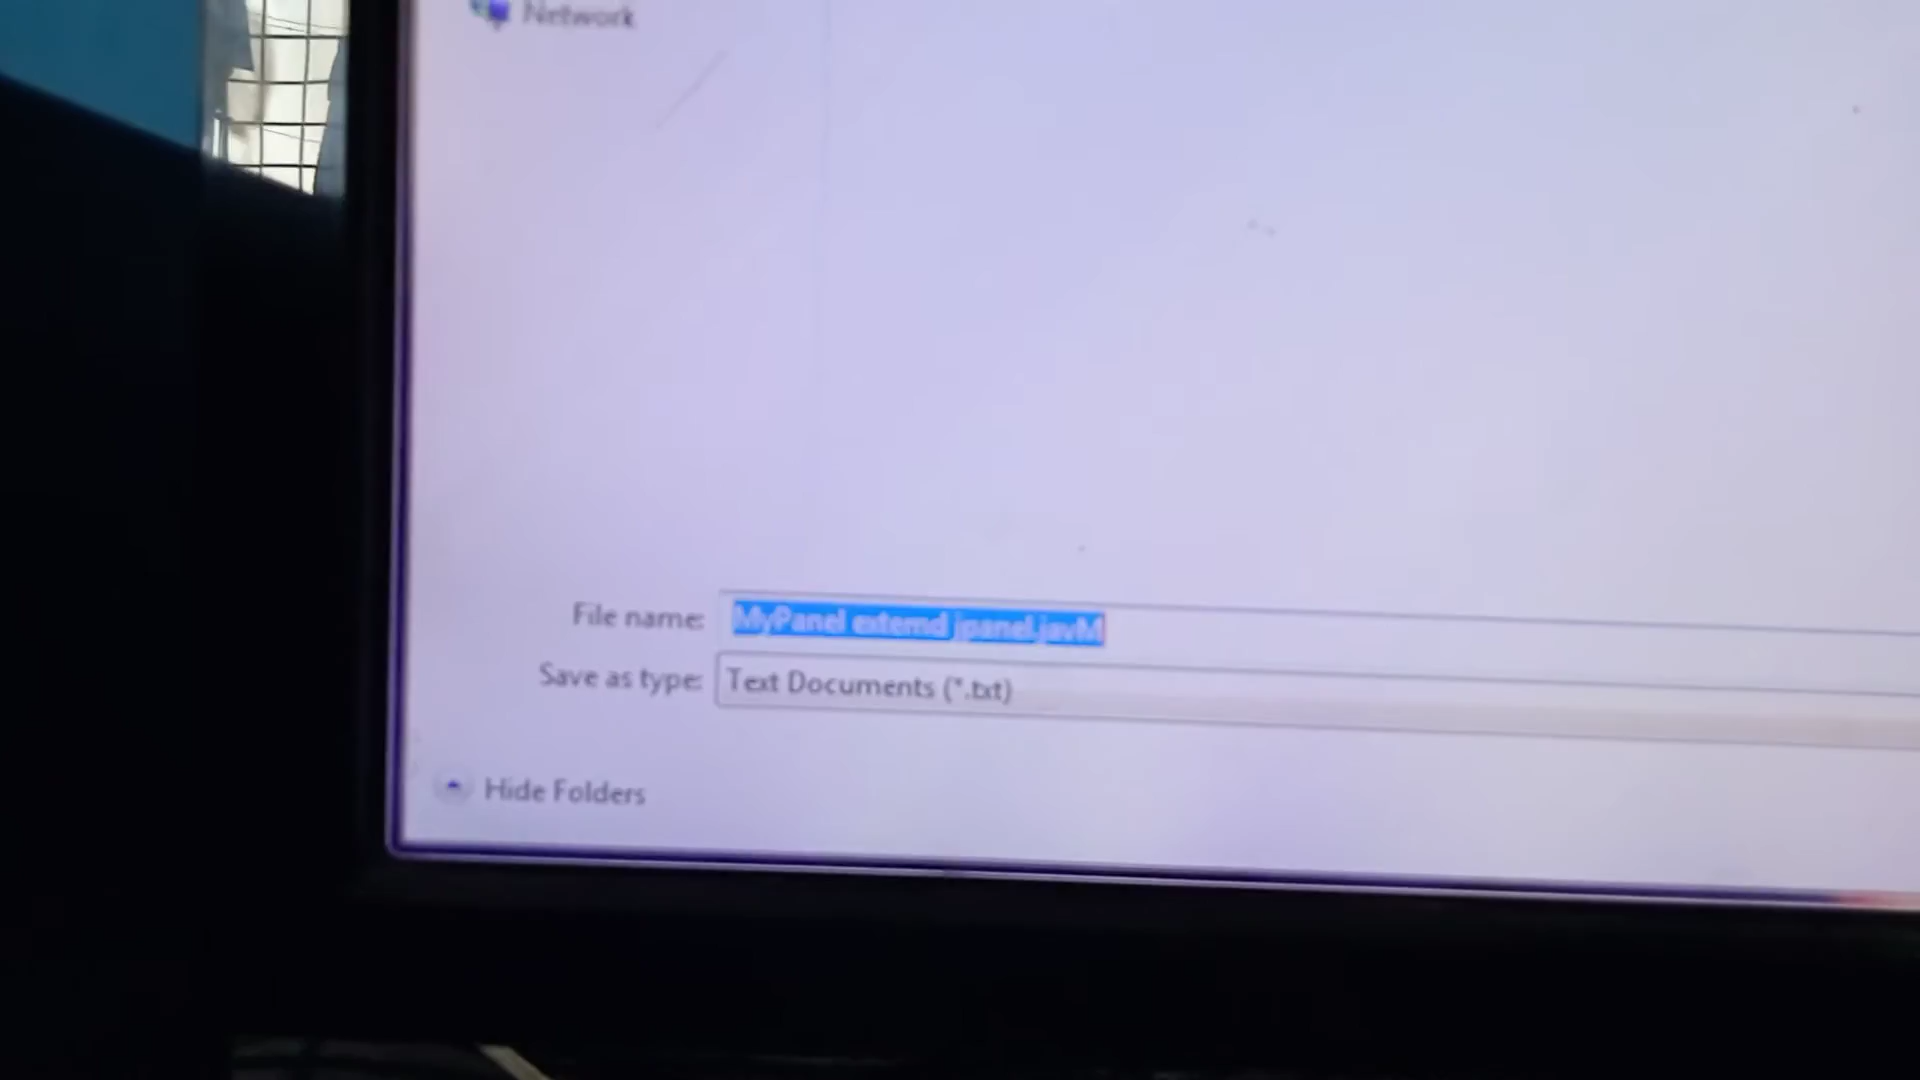 Network
File name: MyPanel extemd jpanel.javM
Save as type: Text Documents (*.txt)
Hide Folders